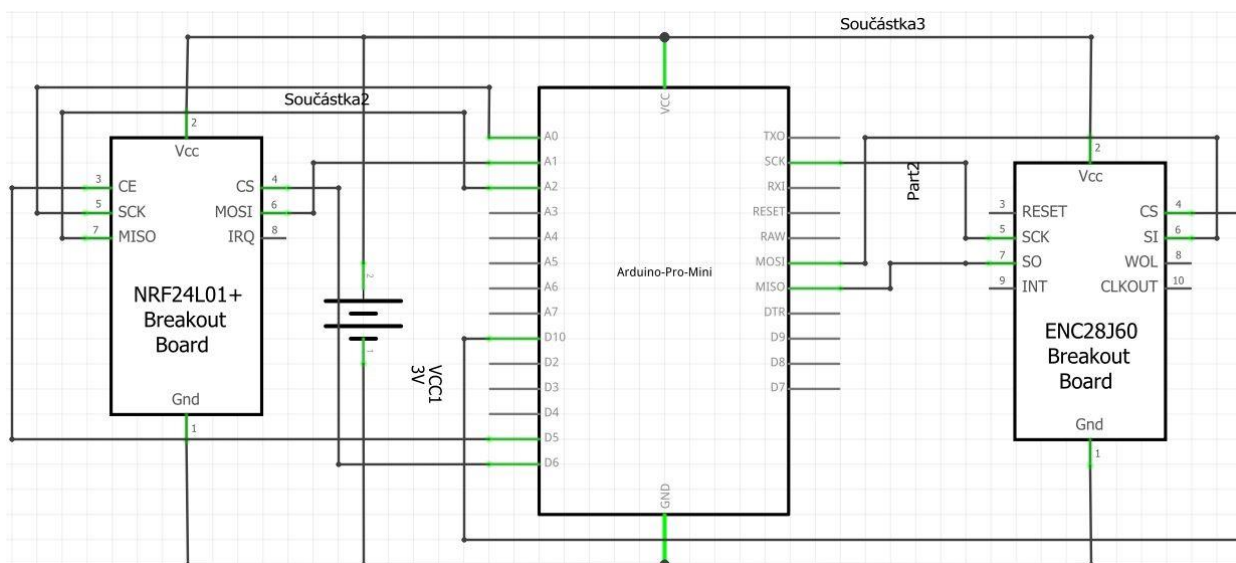 Součástka3
Součástka2
2
Vcc
3
CE
CS
4
5
SCK
MOSI
6
7
MISO
IRQ
8
NRF24L01+
Breakout
Board
Gnd
1
2
1
VCC1
3V
VCC
A0
A1
A2
A3
A4
A5
A6
A7
D10
D2
D3
D4
D5
D6
Arduino-Pro-Mini
TXO
SCK
RXI
RESET
RAW
MOSI
MISO
DTR
D9
D8
D7
GND
Part2
2
Vcc
3
RESET
CS
4
5
SCK
SI
6
7
SO
WOL
8
9
INT
CLKOUT
10
ENC28J60
Breakout
Board
Gnd
1